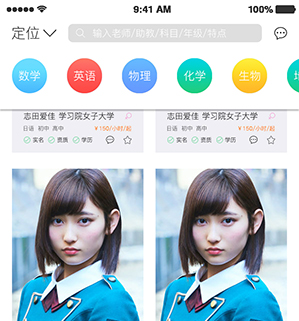 9:41 AM
100%
定位
输入老师/助教/科目/年级/特点
数学 英语 物理 化学 生物
志田爱佳 学习院女子大学 志田爱佳 学习院女子大学
日语 初中 高中 ￥150/小时/起 日语 初中 高中 ￥150/小时/起
实名 资质 学历 实名 资质 学历